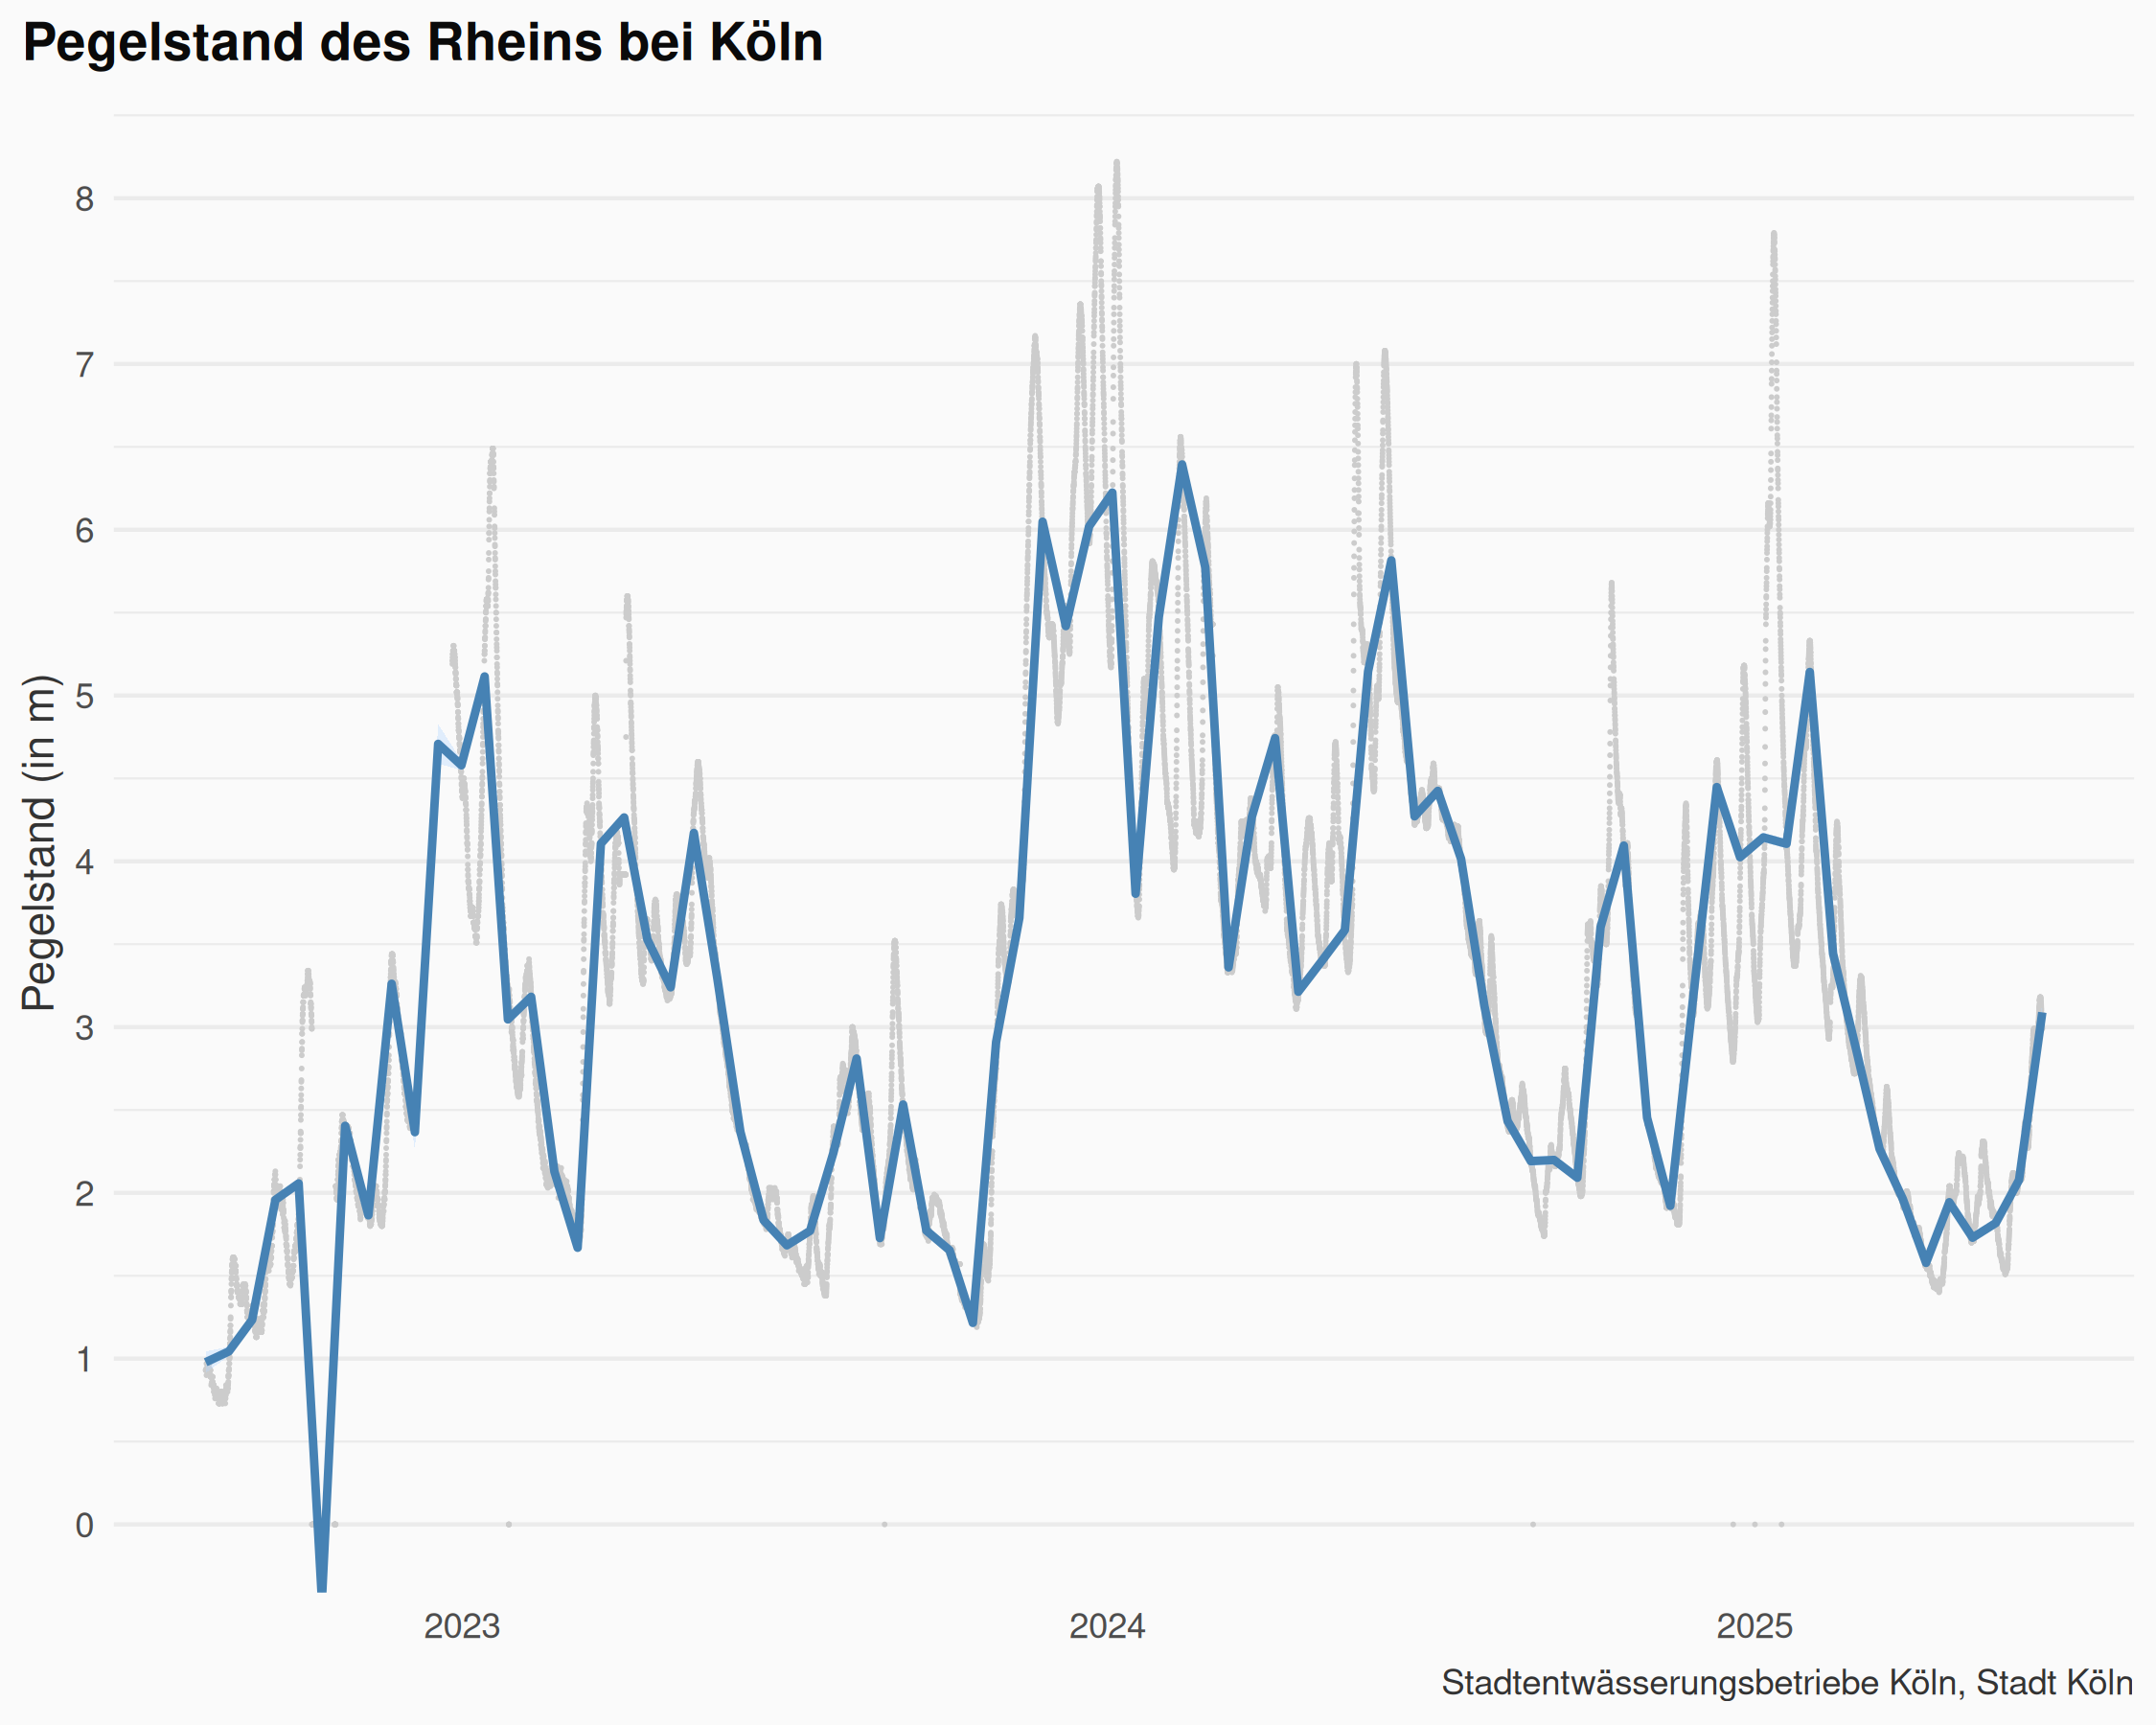 Pegelstand des Rheins bei Köln
Pegelstand (in m)
8
7
6
5
4
3
2
1
0
2023 2024 2025
Stadtentwässerungsbetriebe Köln, Stadt Köln